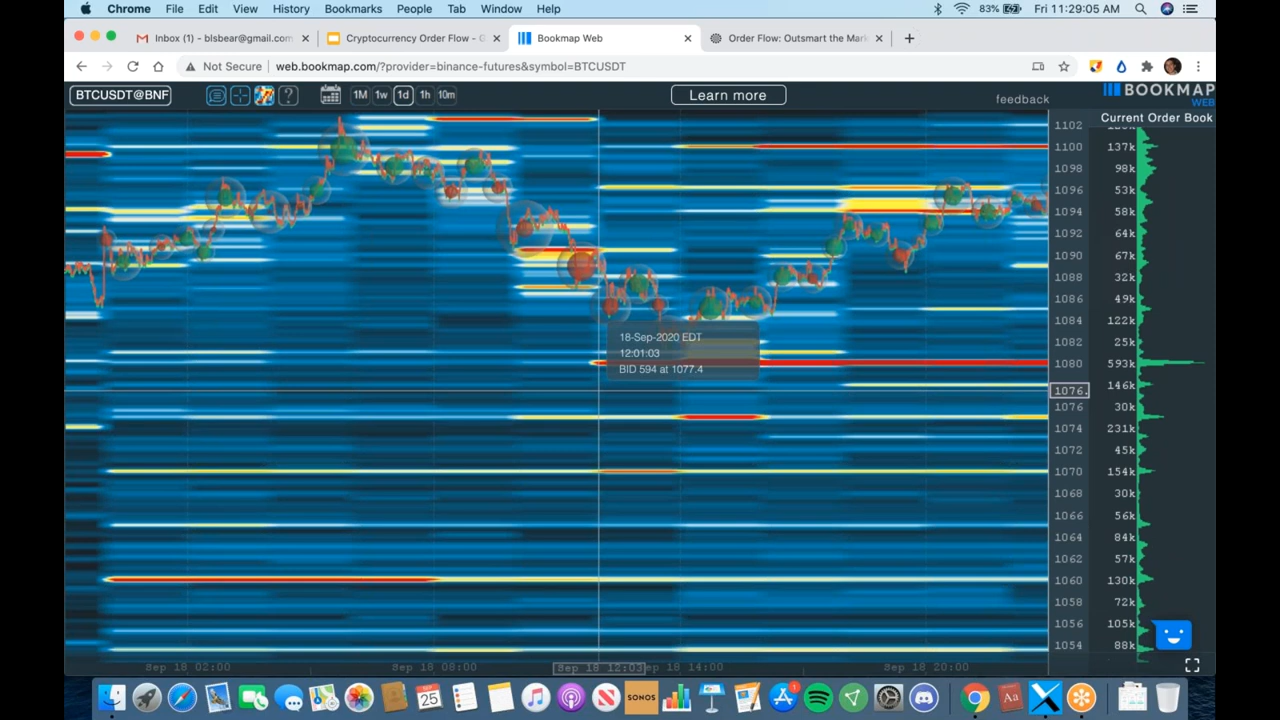 Chrome File Edit View History Bookmarks People Tab Window Help 83% Fri 11:29:05 AM
Inbox (1) - blsbear@gmail.com
Cryptocurrency Order Flow - G
Bookmap Web
Order Flow: Outsmart the Mark
Not Secure web.bookmap.com/?provider=binance-futures&symbol=BTCUSDT
BTCUSDT@BNF 1M 1w 1d 1h 10m Learn more feedback BOOKMAP
WEB
Current Order Book
1102
1100 137k
1098 98k
1096 53k
1094 58k
1092 64k
1090 67k
1088 32k
1086 49k
1084 122k
1082 25k
1080 593k
146k
1076.
1076 30k
1074 231k
1072 45k
1070 154k
1068 30k
1066 56k
1064 84k
1062 57k
1060 130k
1058 72k
1056 105k
1054 88k
18-Sep-2020 EDT
12:01:03
BID 594 at 1077.4
Sep 18 02:00 Sep 18 08:00 Sep 18 12:03 ep 18 14:00 Sep 18 20:00
25
SONOS
1
Aa